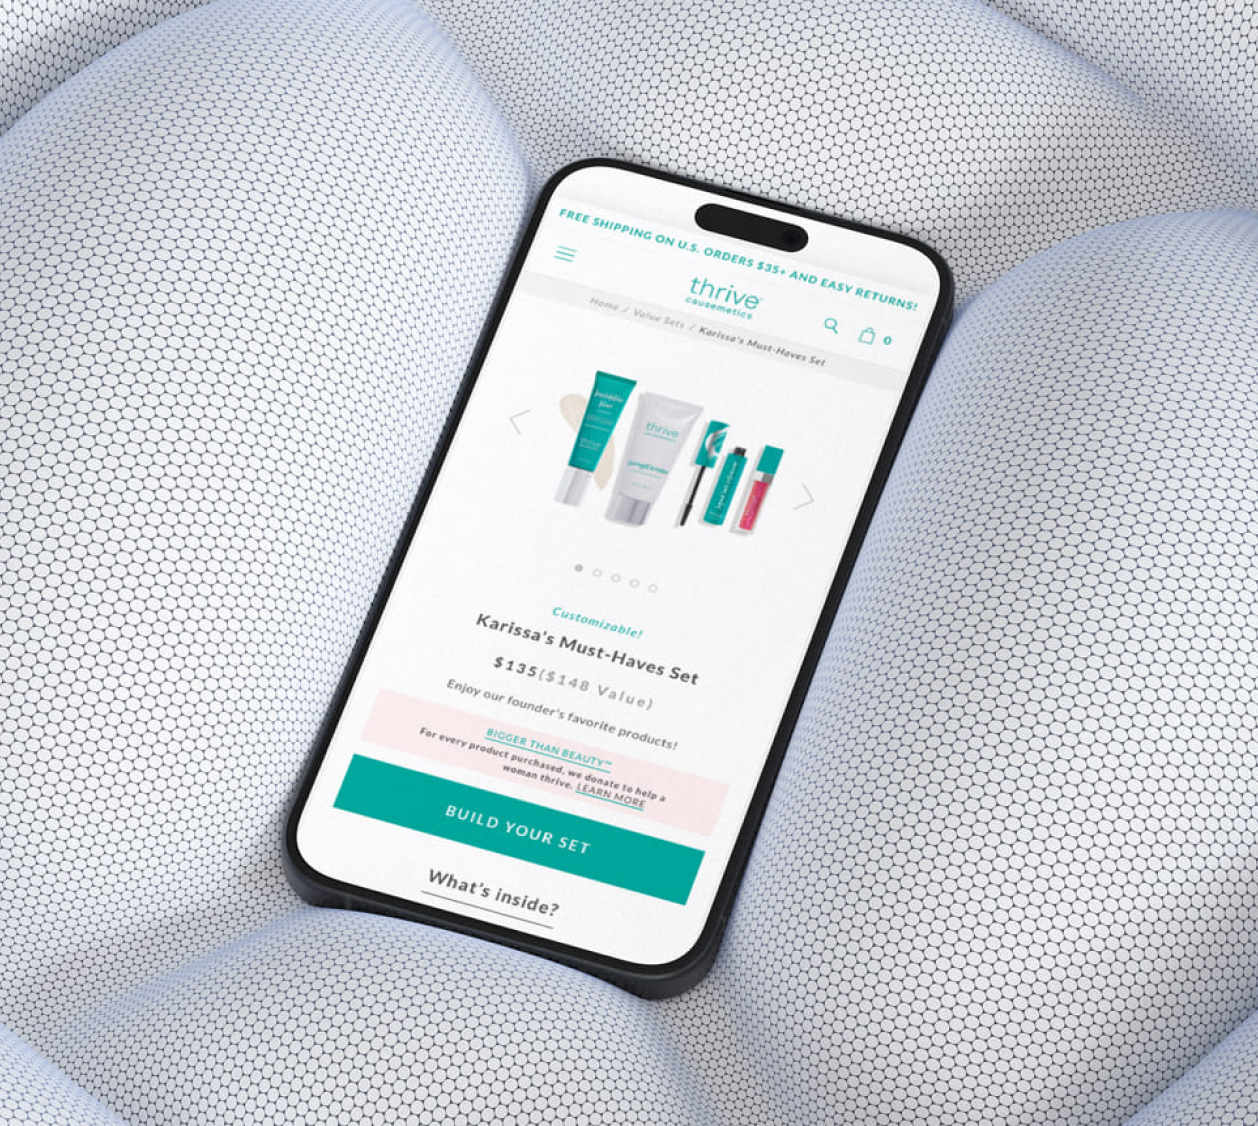 FREE SHIPPING ON U.S. ORDERS $35+ AND EASY RETURNS!
thrive
causemetics
0
Home / Value Sets / Karissa's Must-Haves Set
thrive
Customizable!
Karissa's Must-Haves Set
$135($148 Value)
Enjoy our founder's favorite products!
BIGGER THAN BEAUTY™
For every product purchased, we donate to help a
woman thrive. LEARN MORE
BUILD YOUR SET
What's inside?